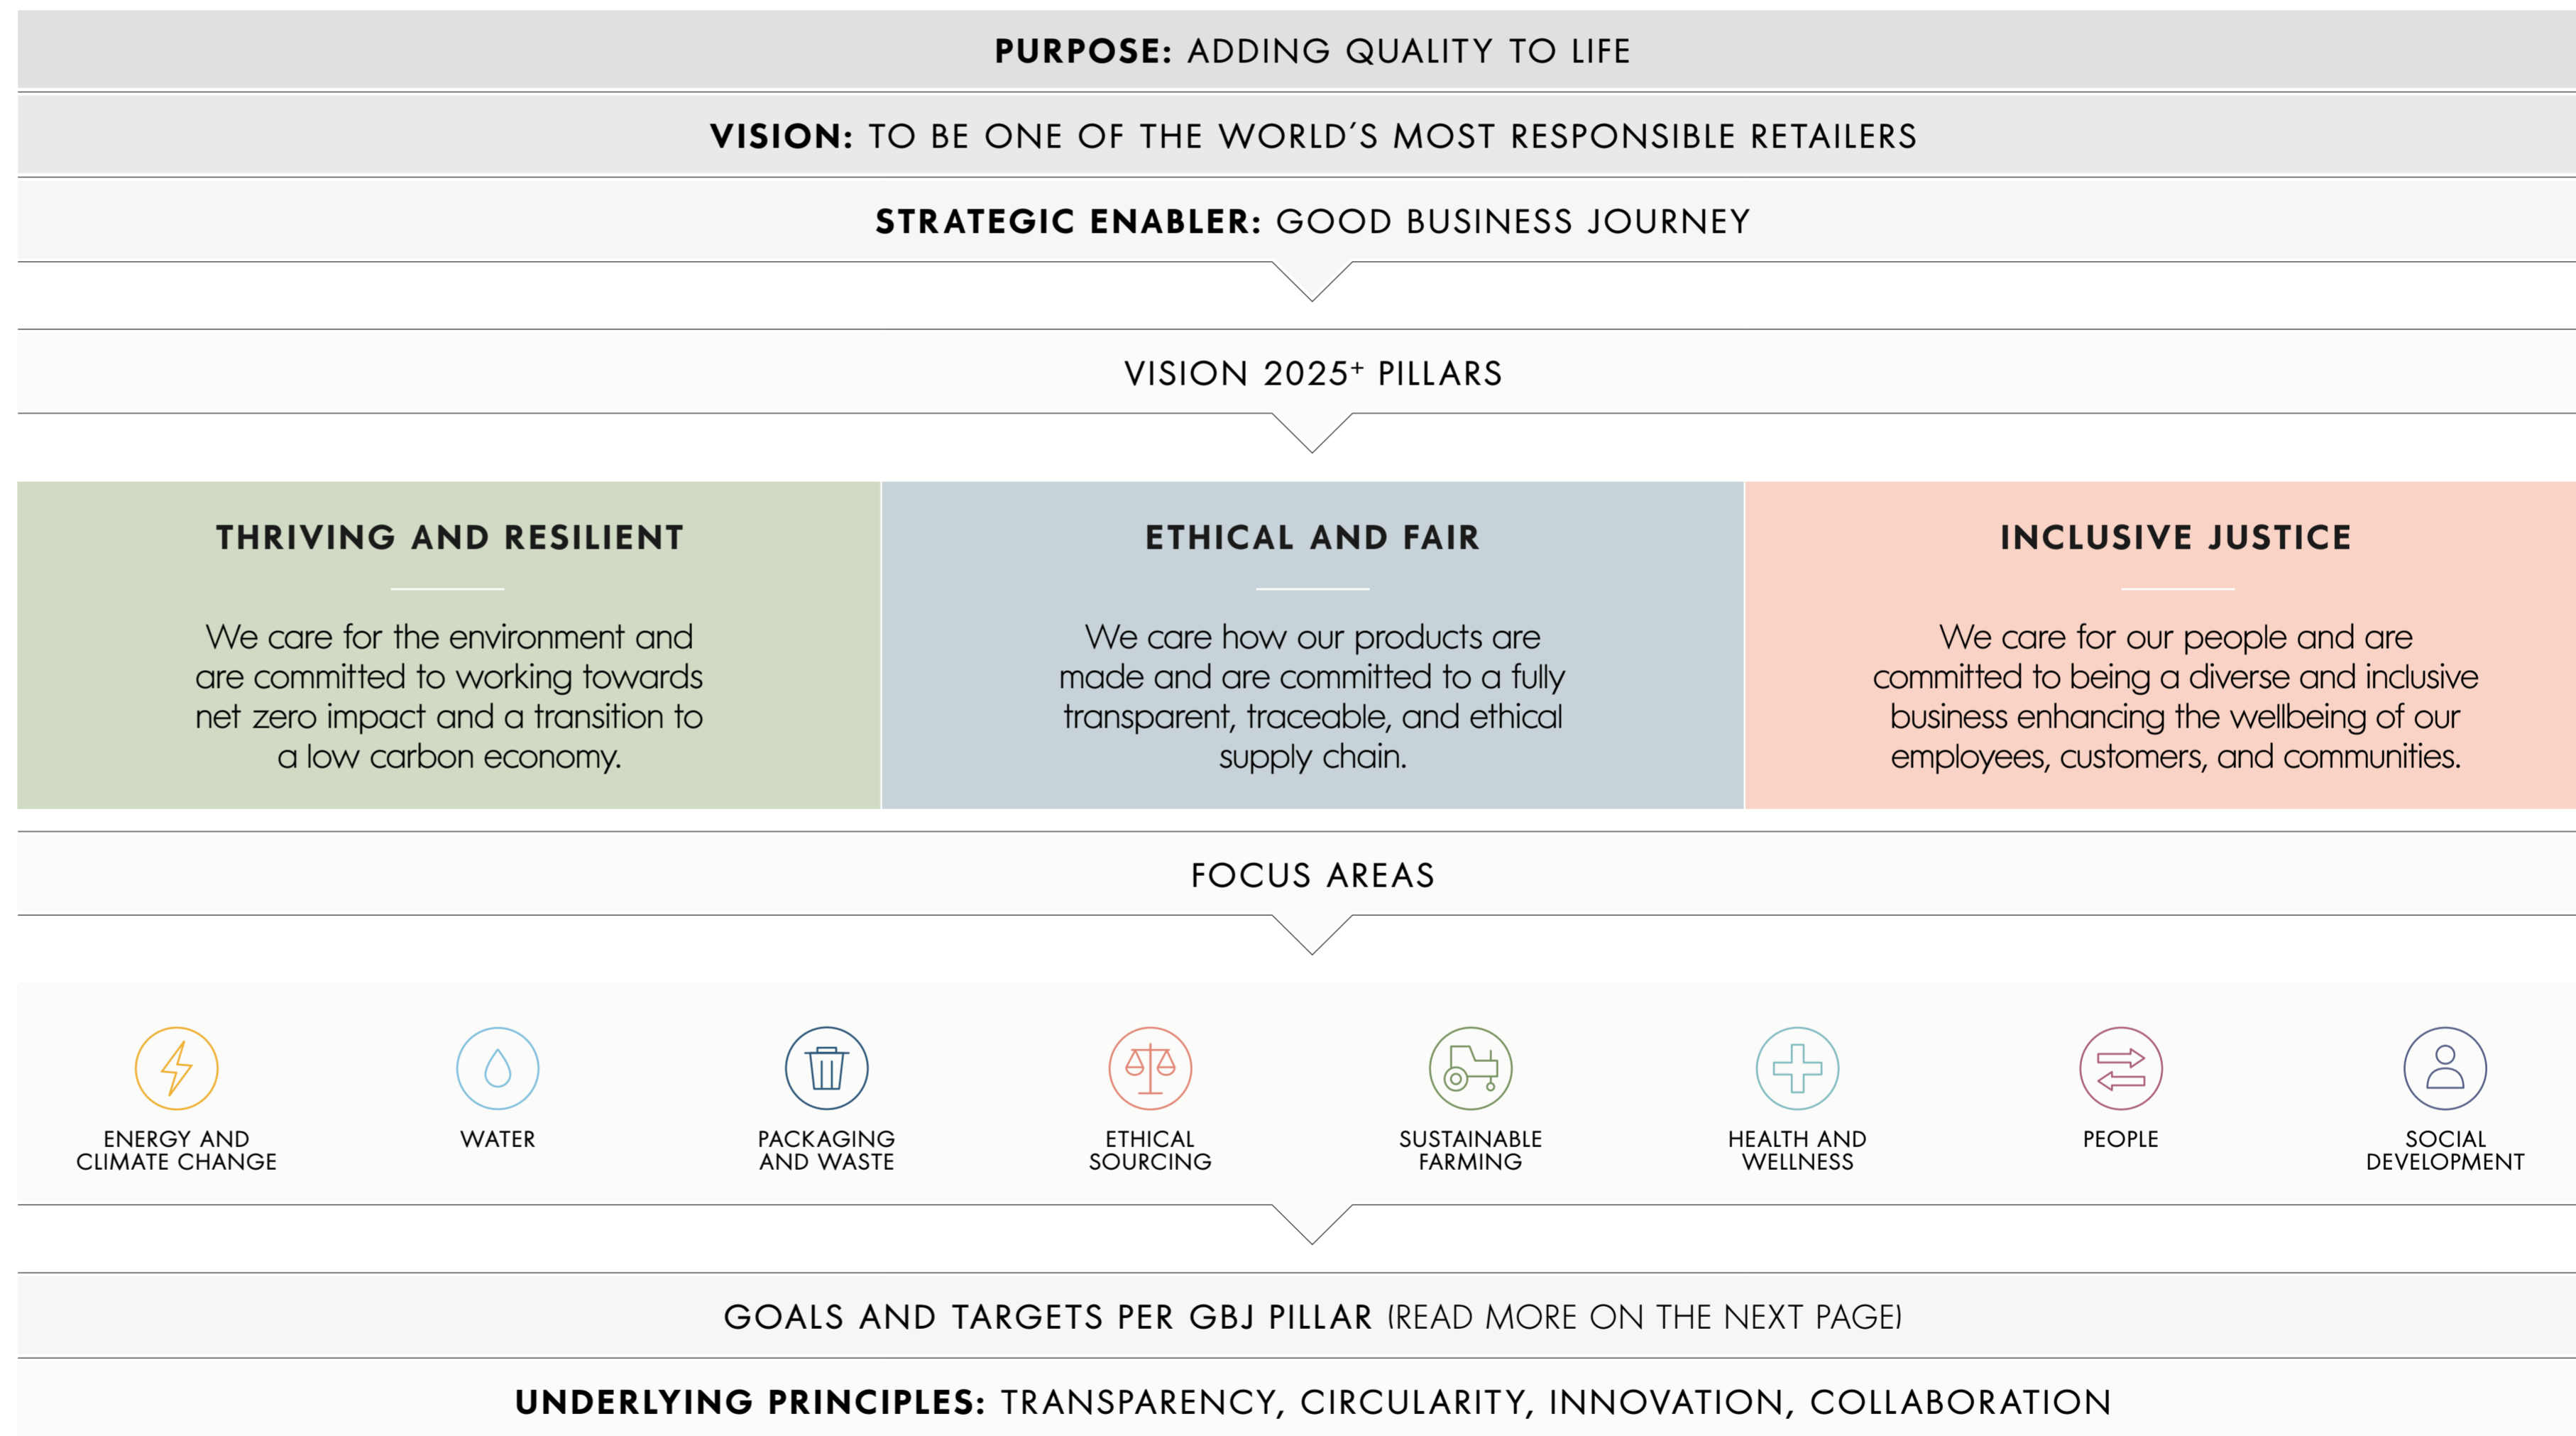 PURPOSE: ADDING QUALITY TO LIFE
VISION: TO BE ONE OF THE WORLD'S MOST RESPONSIBLE RETAILERS
STRATEGIC ENABLER: GOOD BUSINESS JOURNEY
VISION 2025+ PILLARS
THRIVING AND RESILIENT
We care for the environment and
are committed to working towards
net zero impact and a transition to
a low carbon economy.
ETHICAL AND FAIR
We care how our products are
made and are committed to a fully
transparent, traceable, and ethical
supply chain.
INCLUSIVE JUSTICE
We care for our people and are
committed to being a diverse and inclusive
business enhancing the wellbeing of our
employees, customers, and communities.
FOCUS AREAS
ENERGY AND
CLIMATE CHANGE
WATER
PACKAGING
AND WASTE
ETHICAL
SOURCING
SUSTAINABLE
FARMING
HEALTH AND
WELLNESS
PEOPLE
SOCIAL
DEVELOPMENT
GOALS AND TARGETS PER GBJ PILLAR (READ MORE ON THE NEXT PAGE)
UNDERLYING PRINCIPLES: TRANSPARENCY, CIRCULARITY, INNOVATION, COLLABORATION